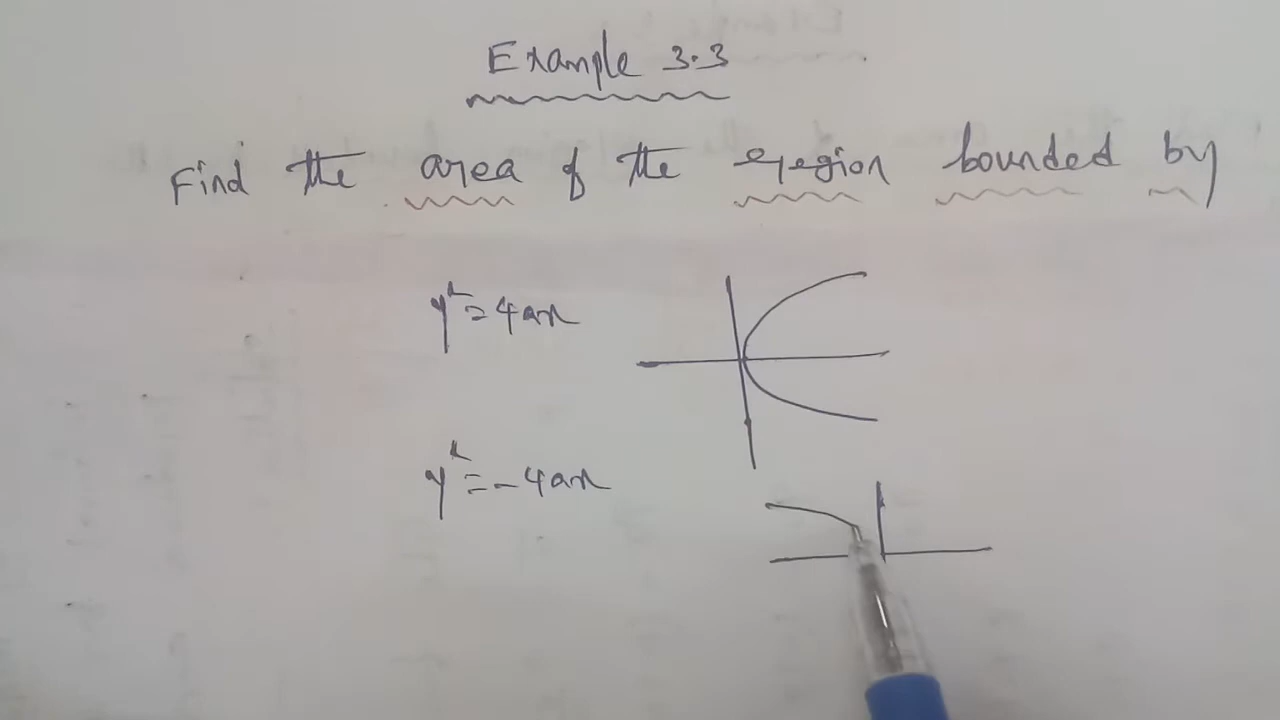 Example 3.3
Find the area of the region bounded by
y² = 4ax
y² = -4ax